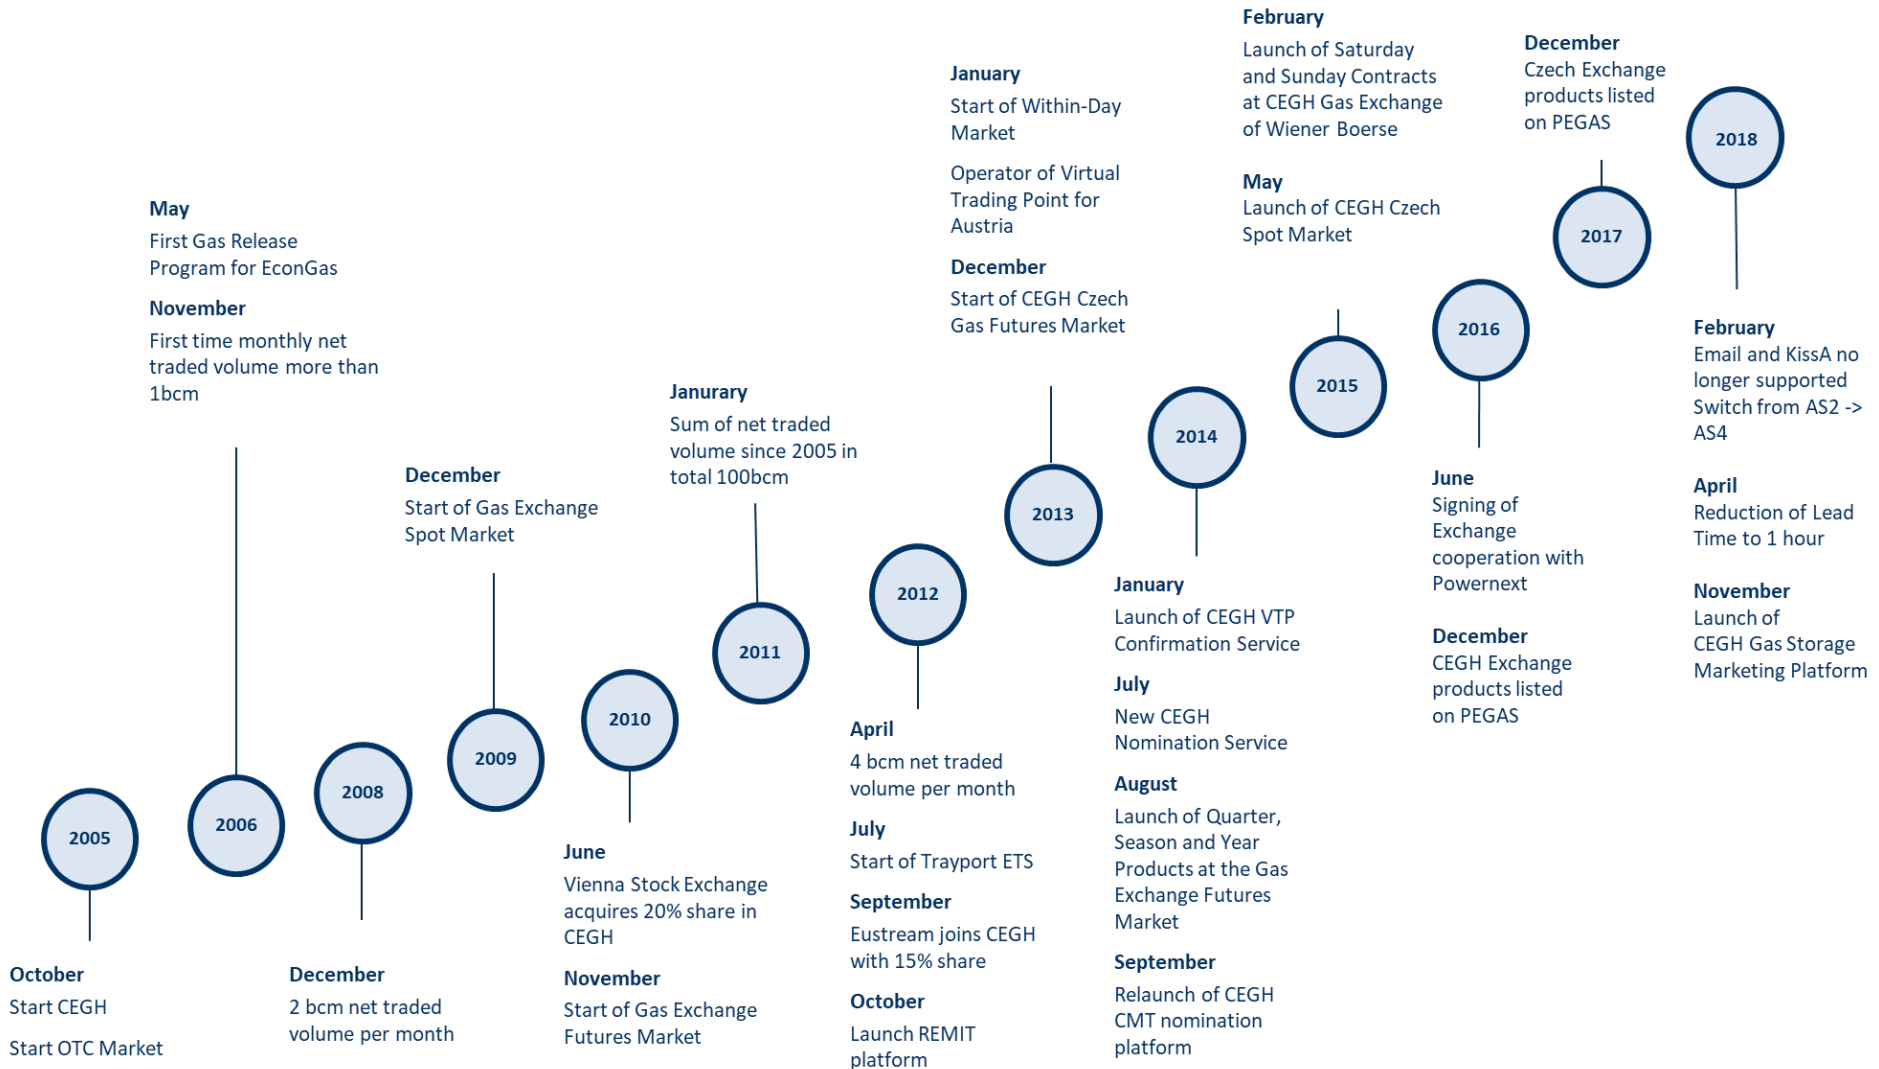 2005
October
Start CEGH
Start OTC Market
May
First Gas Release
Program for EconGas
November
First time monthly net
traded volume more than
1bcm
2006
2008
December
2 bcm net traded
volume per month
December
Start of Gas Exchange
Spot Market
2009
2010
June
Vienna Stock Exchange
acquires 20% share in
CEGH
November
Start of Gas Exchange
Futures Market
Janurary
Sum of net traded
volume since 2005 in
total 100bcm
2011
2012
April
4 bcm net traded
volume per month
July
Start of Trayport ETS
September
Eustream joins CEGH
with 15% share
October
Launch REMIT
platform
January
Start of Within-Day
Market
Operator of Virtual
Trading Point for
Austria
December
Start of CEGH Czech
Gas Futures Market
2013
2014
January
Launch of CEGH VTP
Confirmation Service
July
New CEGH
Nomination Service
August
Launch of Quarter,
Season and Year
Products at the Gas
Exchange Futures
Market
September
Relaunch of CEGH
CMT nomination
platform
February
Launch of Saturday
and Sunday Contracts
at CEGH Gas Exchange
of Wiener Boerse
May
Launch of CEGH Czech
Spot Market
2015
2016
June
Signing of
Exchange
cooperation with
Powernext
December
CEGH Exchange
products listed
on PEGAS
December
Czech Exchange
products listed
on PEGAS
2017
2018
February
Email and KissA no
longer supported
Switch from AS2 ->
AS4
April
Reduction of Lead
Time to 1 hour
November
Launch of
CEGH Gas Storage
Marketing Platform